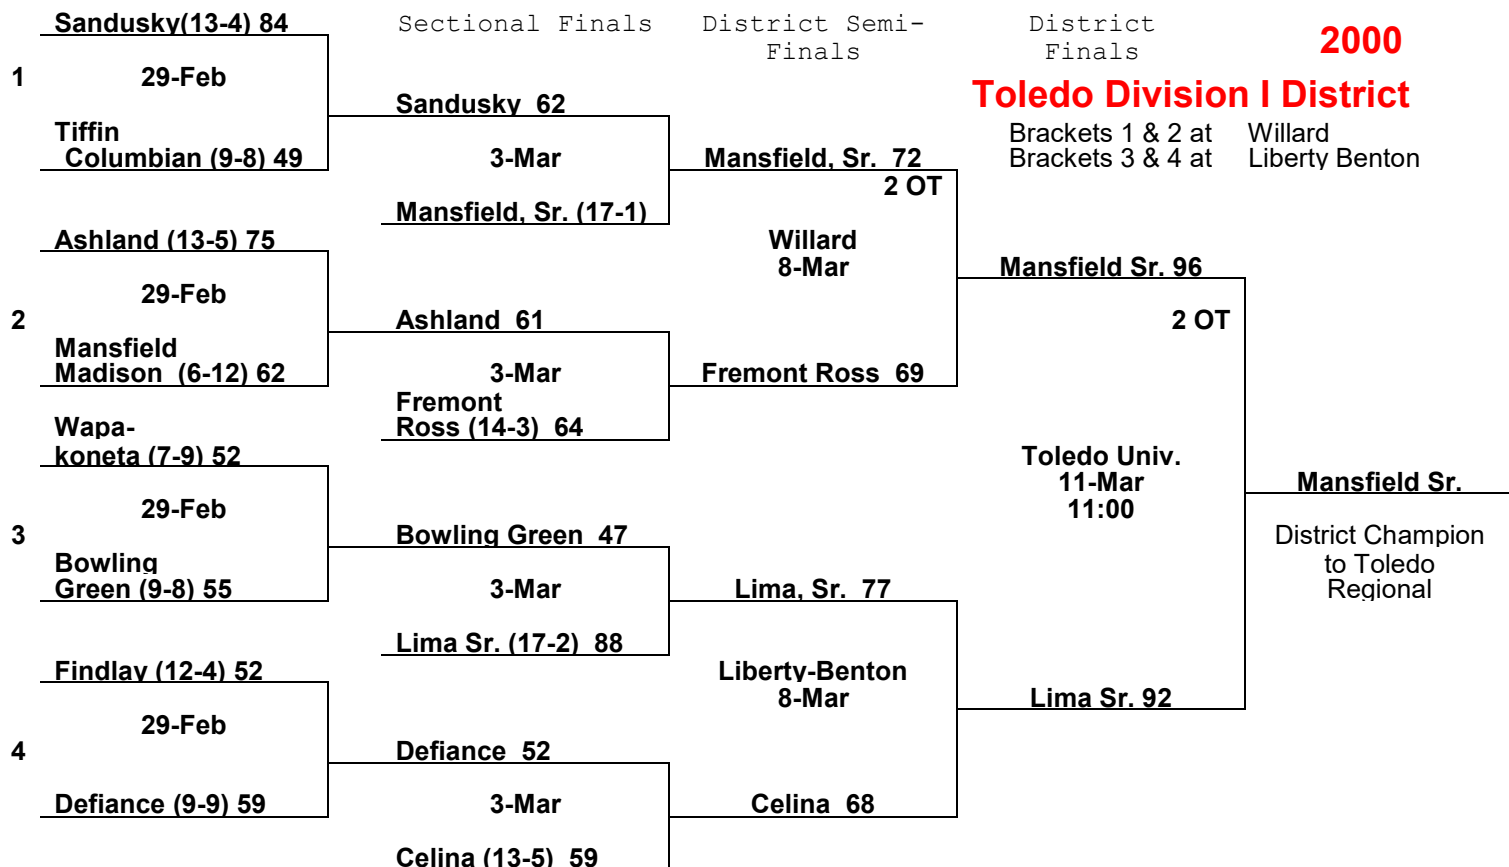 Sandusky(13-4) 84
Sectional Finals
District Semi-
Finals
District
Finals
2000
Toledo Division I District
Brackets 1 & 2 at Willard
Brackets 3 & 4 at Liberty Benton
1
29-Feb
Tiffin
Columbian (9-8) 49
Sandusky 62
3-Mar
Mansfield, Sr. (17-1)
Mansfield, Sr. 72
2 OT
Ashland (13-5) 75
29-Feb
2
Mansfield
Madison (6-12) 62
Ashland 61
3-Mar
Fremont
Ross (14-3) 64
Willard
8-Mar
Fremont Ross 69
Mansfield Sr. 96
2 OT
Wapa-
koneta (7-9) 52
29-Feb
3
Bowling
Green (9-8) 55
Bowling Green 47
3-Mar
Lima Sr. (17-2) 88
Lima, Sr. 77
Toledo Univ.
11-Mar
11:00
Mansfield Sr.
District Champion
to Toledo
Regional
Findlay (12-4) 52
29-Feb
4
Defiance (9-9) 59
Defiance 52
3-Mar
Celina (13-5) 59
Liberty-Benton
8-Mar
Celina 68
Lima Sr. 92